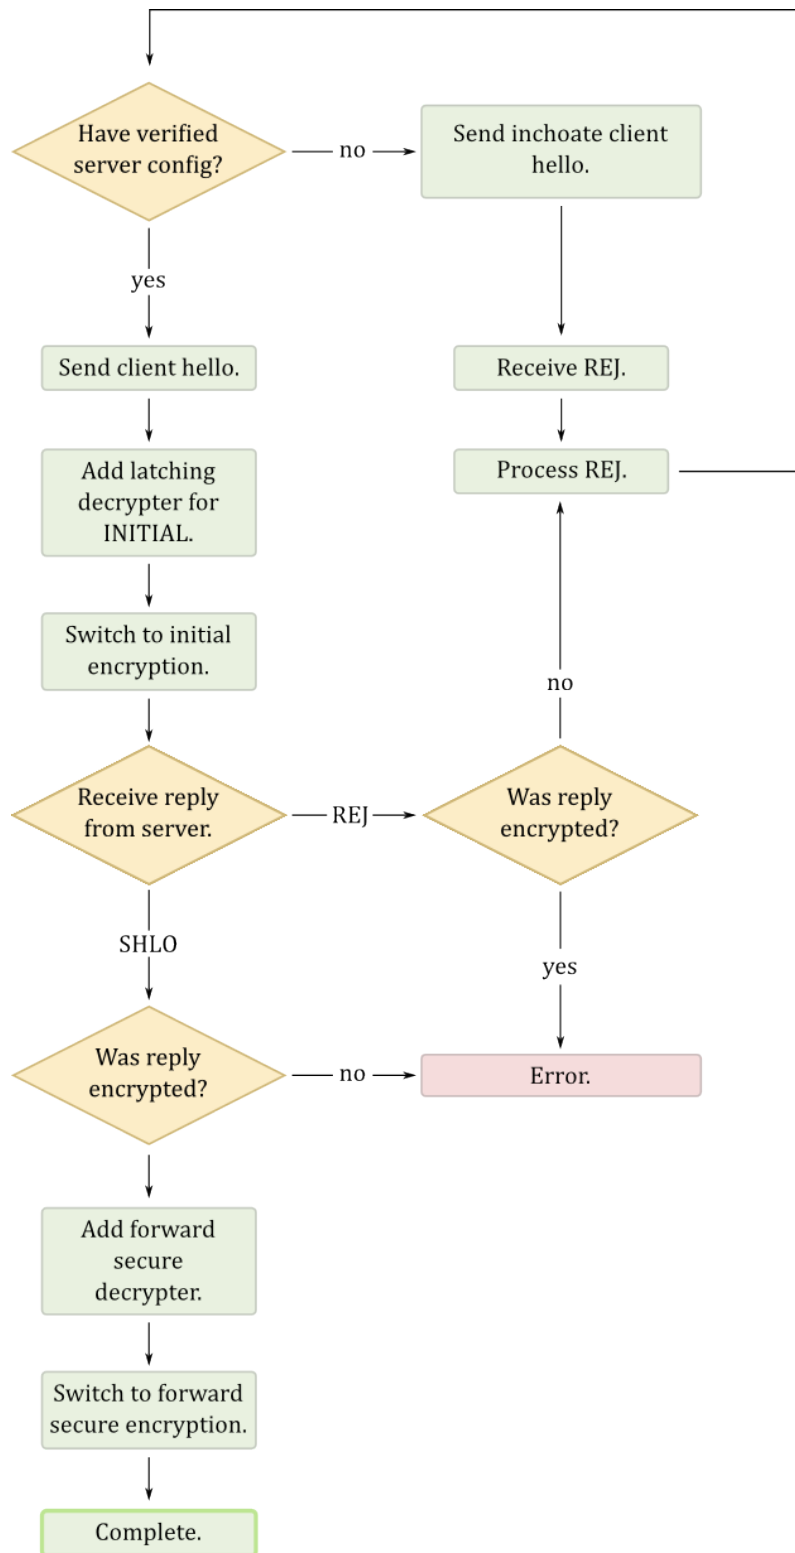 Have verified
server config?
no
Send inchoate client
hello.
yes
Send client hello.
Receive REJ.
Add latching
decrypter for
INITIAL.
Process REJ.
Switch to initial
encryption.
no
Receive reply
from server.
REJ
Was reply
encrypted?
SHLO
yes
Was reply
encrypted?
no
Error.
Add forward
secure
decrypter.
Switch to forward
secure encryption.
Complete.